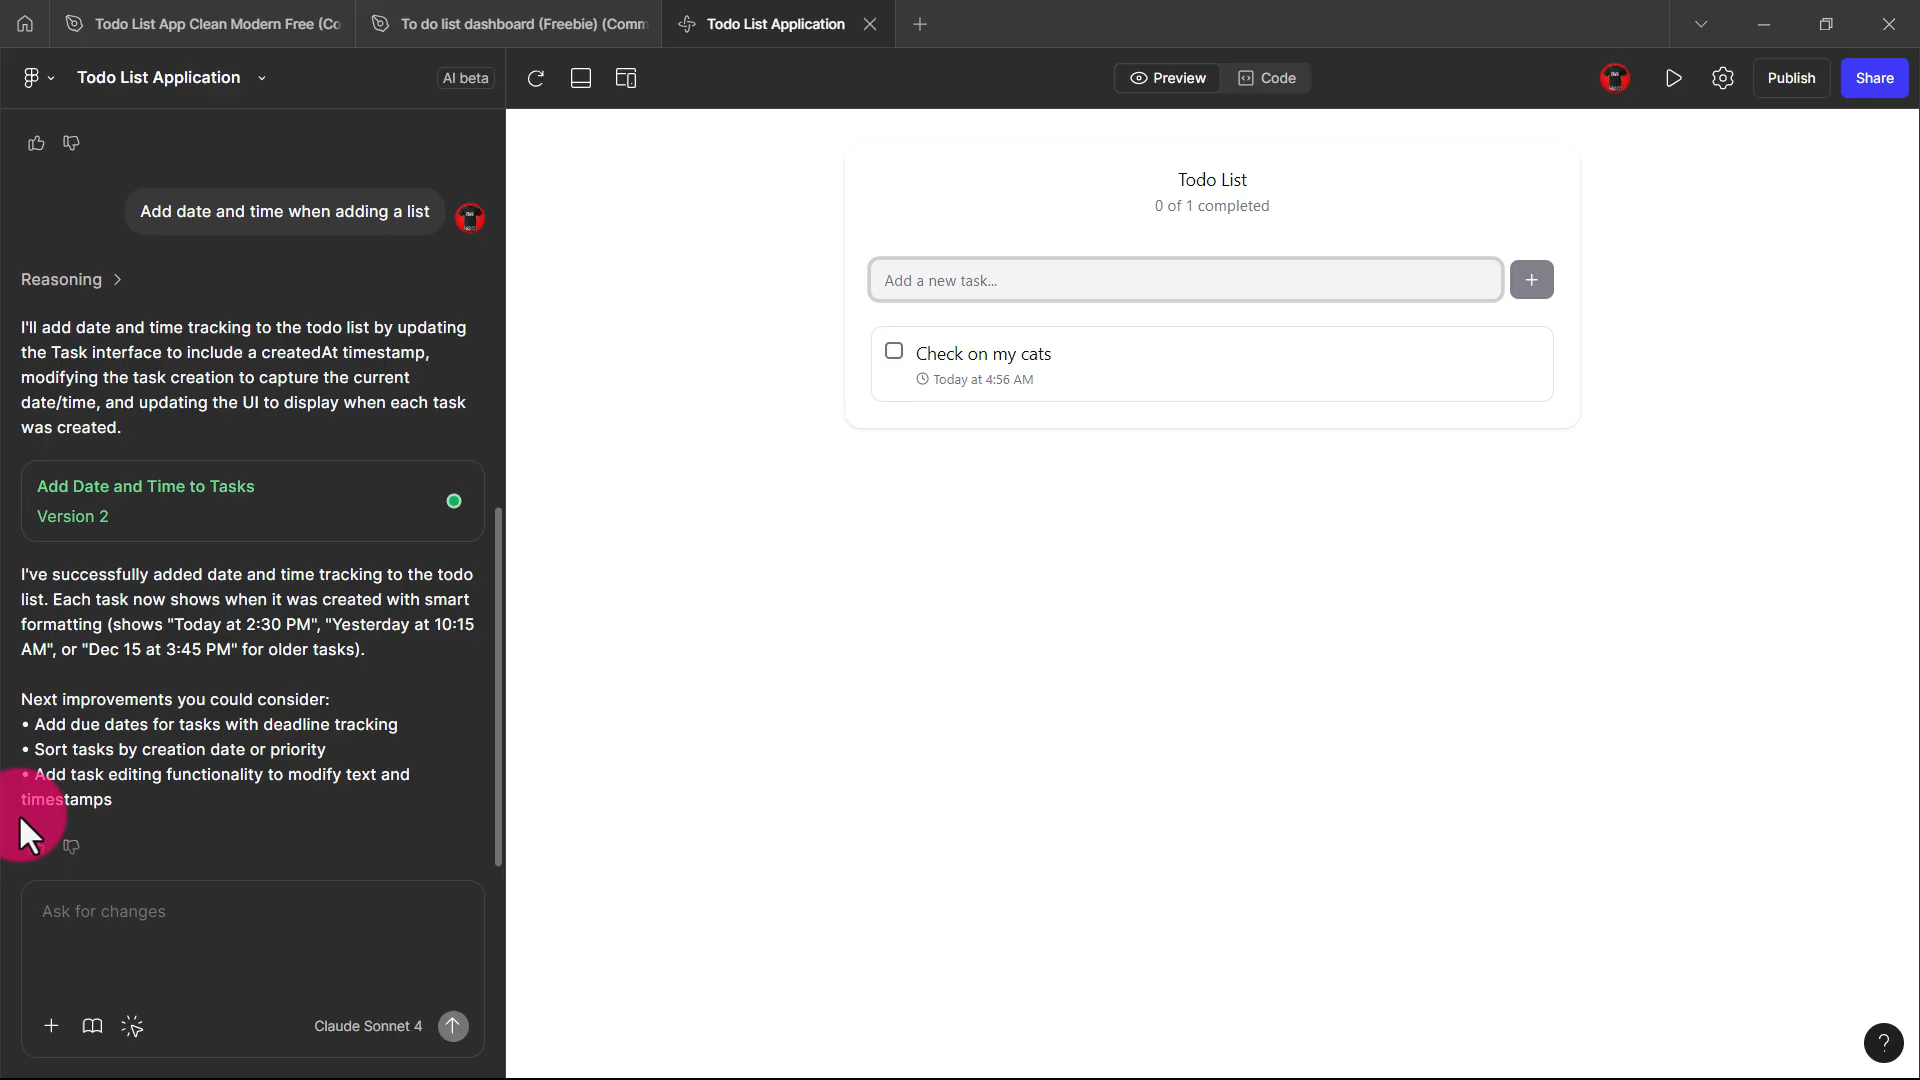 Todo List App Clean Modern Free (Co
To do list dashboard (Freebie) (Comm
Todo List Application
Todo List Application
AI beta
Preview
Code
Publish
Share
Add date and time when adding a list
Reasoning
I'll add date and time tracking to the todo list by updating
the Task interface to include a createdAt timestamp,
modifying the task creation to capture the current
date/time, and updating the UI to display when each task
was created.
Add Date and Time to Tasks
Version 2
I've successfully added date and time tracking to the todo
list. Each task now shows when it was created with smart
formatting (shows "Today at 2:30 PM", "Yesterday at 10:15
AM", or "Dec 15 at 3:45 PM" for older tasks).
Next improvements you could consider:
• Add due dates for tasks with deadline tracking
• Sort tasks by creation date or priority
• Add task editing functionality to modify text and
timestamps
Ask for changes
Claude Sonnet 4
Todo List
0 of 1 completed
Add a new task...
+
Check on my cats
Today at 4:56 AM
?